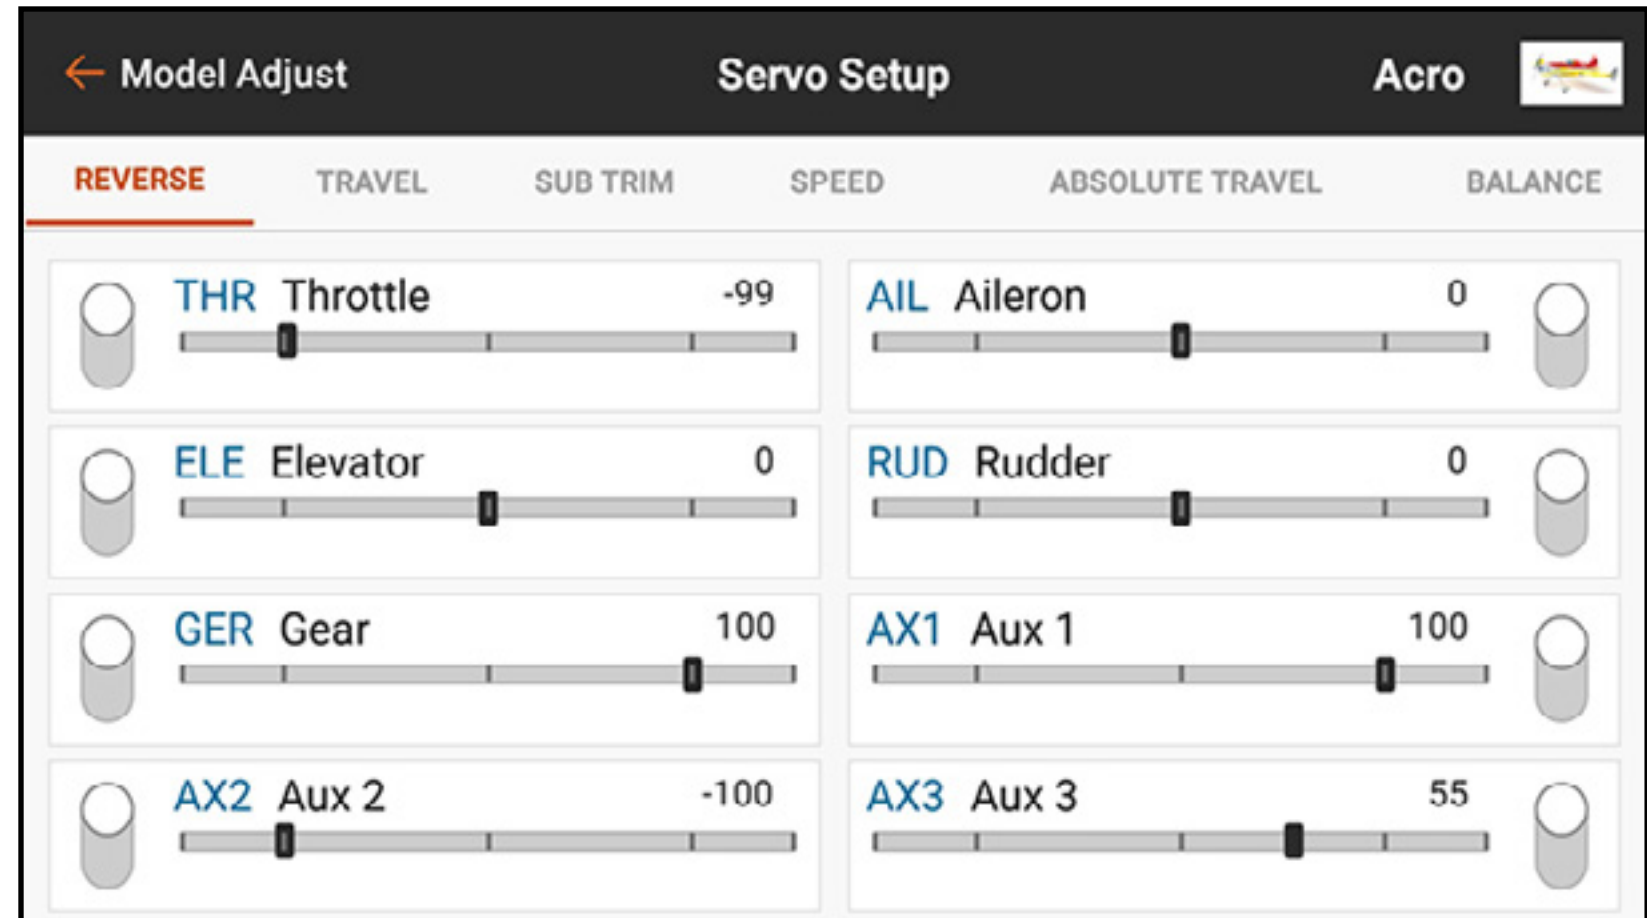 Model Adjust Servo Setup Acro
REVERSE TRAVEL SUB TRIM SPEED ABSOLUTE TRAVEL BALANCE
THR Throttle -99 AIL Aileron 0
ELE Elevator 0 RUD Rudder 0
GER Gear 100 AX1 Aux 1 100
AX2 Aux 2 -100 AX3 Aux 3 55